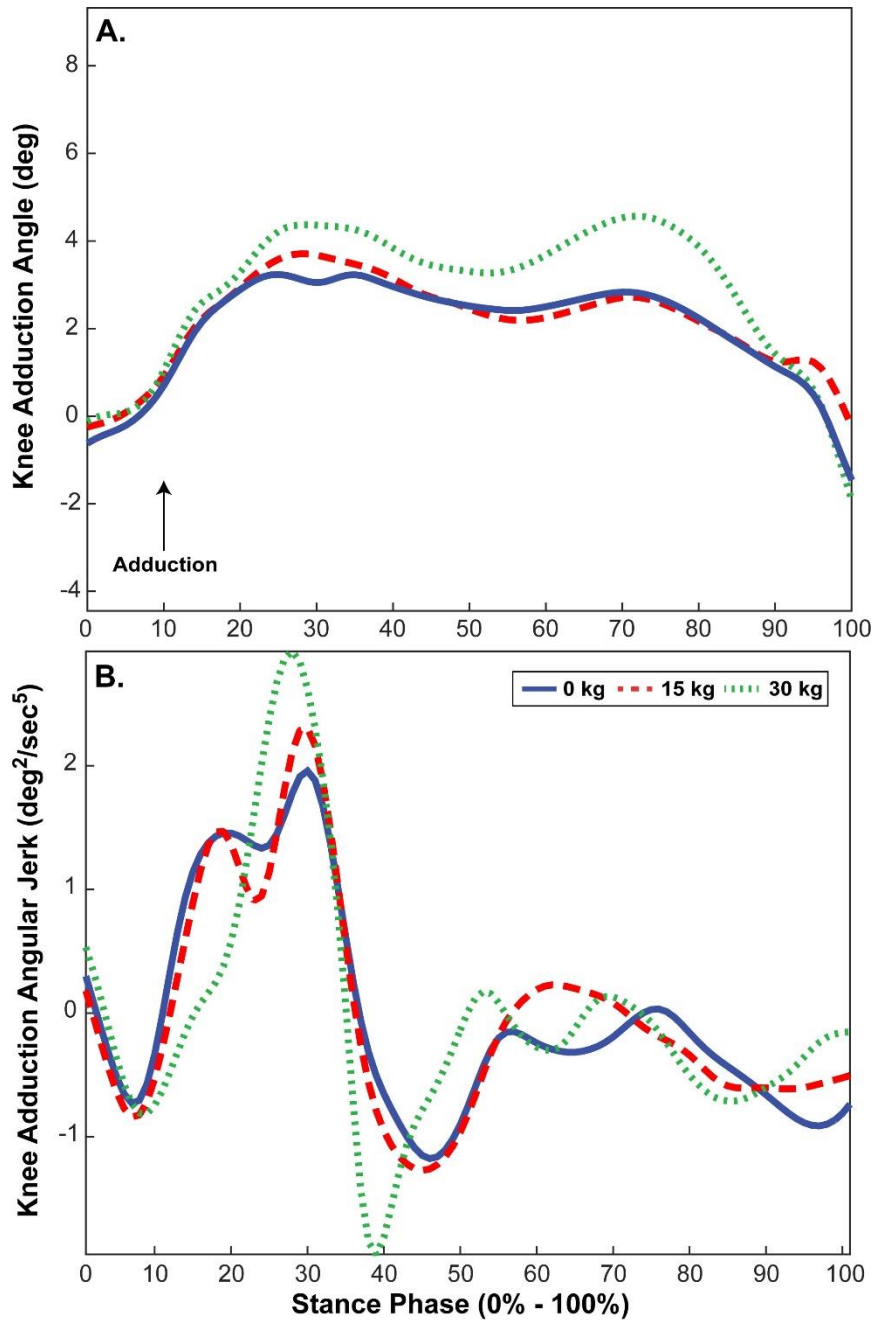 A.
Knee Adduction Angle (deg)
8
6
4
2
0
-2
-4
Adduction
0 10 20 30 40 50 60 70 80 90 100
B.
0 kg 15 kg 30 kg
Knee Adduction Angular Jerk (deg²/sec⁵)
2
1
0
-1
0 10 20 30 40 50 60 70 80 90 100
Stance Phase (0% - 100%)